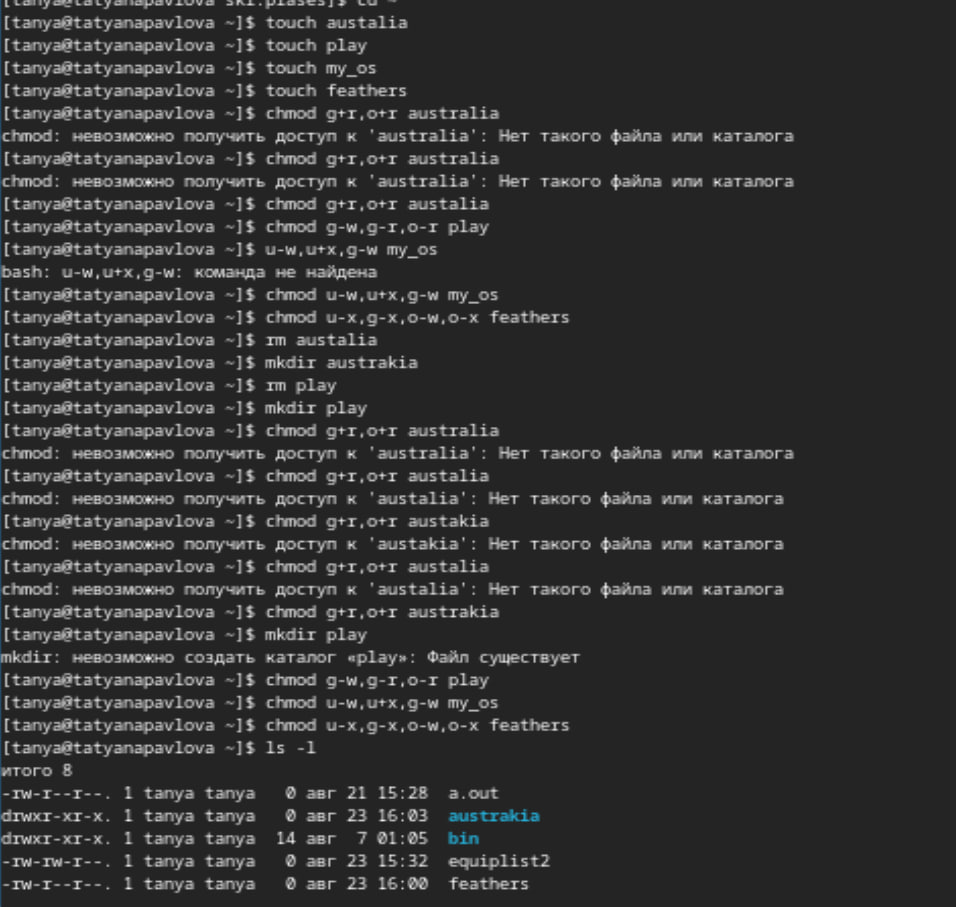 [tanya@tatyanapavlova ski.plases]$ cd ~
[tanya@tatyanapavlova ~]$ touch austalia
[tanya@tatyanapavlova ~]$ touch play
[tanya@tatyanapavlova ~]$ touch my_os
[tanya@tatyanapavlova ~]$ touch feathers
[tanya@tatyanapavlova ~]$ chmod g+r,o+r australia
chmod: невозможно получить доступ к 'australia': Нет такого файла или каталога
[tanya@tatyanapavlova ~]$ chmod g+r,o+r australia
chmod: невозможно получить доступ к 'australia': Нет такого файла или каталога
[tanya@tatyanapavlova ~]$ chmod g+r,o+r austalia
[tanya@tatyanapavlova ~]$ chmod g-w,g-r,o-r play
[tanya@tatyanapavlova ~]$ u-w,u+x,g-w my_os
bash: u-w,u+x,g-w: команда не найдена
[tanya@tatyanapavlova ~]$ chmod u-w,u+x,g-w my_os
[tanya@tatyanapavlova ~]$ chmod u-x,g-x,o-w,o-x feathers
[tanya@tatyanapavlova ~]$ rm austalia
[tanya@tatyanapavlova ~]$ mkdir austrakia
[tanya@tatyanapavlova ~]$ rm play
[tanya@tatyanapavlova ~]$ mkdir play
[tanya@tatyanapavlova ~]$ chmod g+r,o+r australia
chmod: невозможно получить доступ к 'australia': Нет такого файла или каталога
[tanya@tatyanapavlova ~]$ chmod g+r,o+r austalia
chmod: невозможно получить доступ к 'austalia': Нет такого файла или каталога
[tanya@tatyanapavlova ~]$ chmod g+r,o+r austakia
chmod: невозможно получить доступ к 'austakia': Нет такого файла или каталога
[tanya@tatyanapavlova ~]$ chmod g+r,o+r austalia
chmod: невозможно получить доступ к 'austalia': Нет такого файла или каталога
[tanya@tatyanapavlova ~]$ chmod g+r,o+r austrakia
[tanya@tatyanapavlova ~]$ mkdir play
mkdir: невозможно создать каталог «play»: Файл существует
[tanya@tatyanapavlova ~]$ chmod g-w,g-r,o-r play
[tanya@tatyanapavlova ~]$ chmod u-w,u+x,g-w my_os
[tanya@tatyanapavlova ~]$ chmod u-x,g-x,o-w,o-x feathers
[tanya@tatyanapavlova ~]$ ls -l
итого 8
-rw-r--r--. 1 tanya tanya 0 авг 21 15:28 a.out
drwxr-xr-x. 1 tanya tanya 0 авг 23 16:03 austrakia
drwxr-xr-x. 1 tanya tanya 14 авг 7 01:05 bin
-rw-rw-r--. 1 tanya tanya 0 авг 23 15:32 equiplist2
-rw-r--r--. 1 tanya tanya 0 авг 23 16:00 feathers